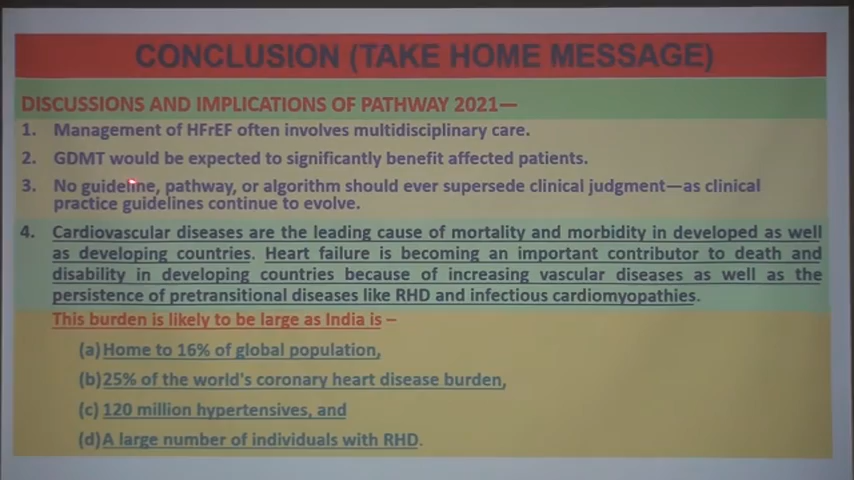 CONCLUSION (TAKE HOME MESSAGE)
DISCUSSIONS AND IMPLICATIONS OF PATHWAY 2021—
1. Management of HFrEF often involves multidisciplinary care.
2. GDMT would be expected to significantly benefit affected patients.
3. No guideline, pathway, or algorithm should ever supersede clinical judgment—as clinical
practice guidelines continue to evolve.
4. Cardiovascular diseases are the leading cause of mortality and morbidity in developed as well
as developing countries. Heart failure is becoming an important contributor to death and
disability in developing countries because of increasing vascular diseases as well as the
persistence of pretransitional diseases like RHD and infectious cardiomyopathies.
This burden is likely to be large as India is –
(a) Home to 16% of global population,
(b) 25% of the world's coronary heart disease burden,
(c) 120 million hypertensives, and
(d) A large number of individuals with RHD.